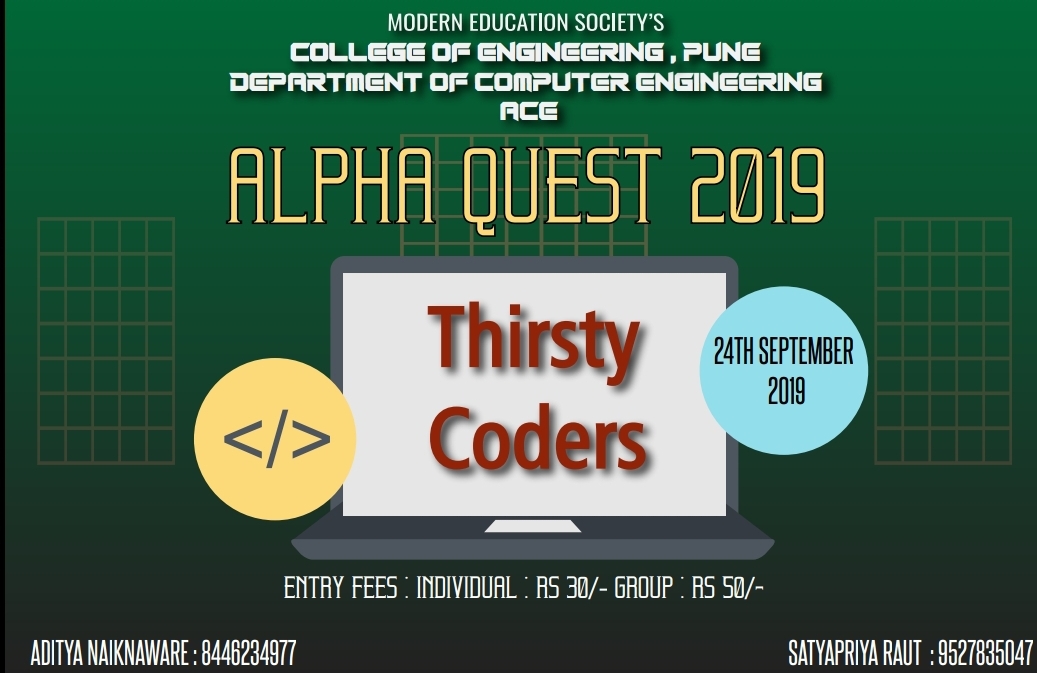 MODERN EDUCATION SOCIETY'S
COLLEGE OF ENGINEERING , PUNE
DEPARTMENT OF COMPUTER ENGINEERING
ACE
ALPHA QUEST 2019
Thirsty
Coders
24TH SEPTEMBER
2019
</>
ENTRY FEES : INDIVIDUAL : RS 30/- GROUP : RS 50/-
ADITYA NAIKNAWARE : 8446234977
SATYAPRIYA RAUT : 9527835047